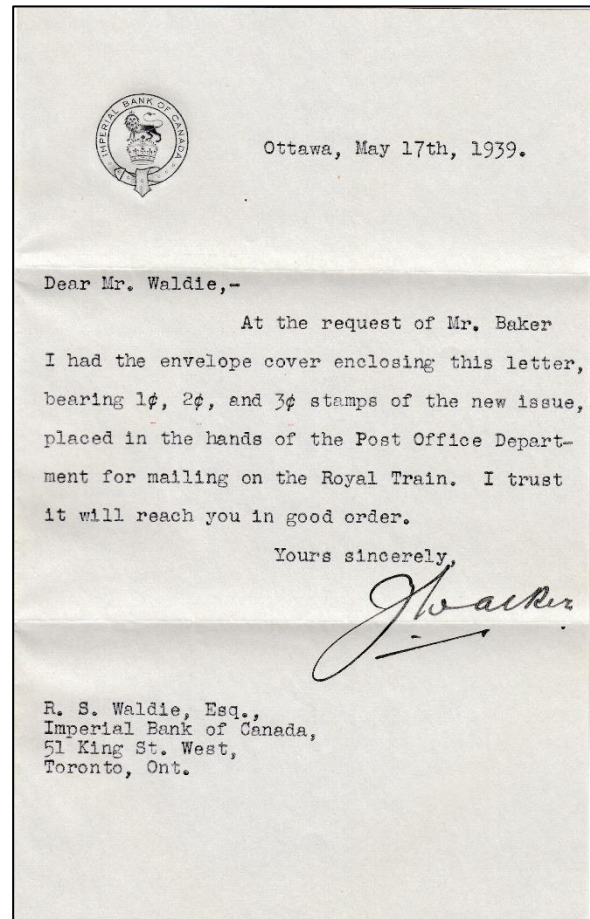 IMPERIAL BANK OF CANADA
Ottawa, May 17th, 1939.
Dear Mr. Waldie,-
At the request of Mr. Baker
I had the envelope cover enclosing this letter,
bearing 1¢, 2¢, and 3¢ stamps of the new issue,
placed in the hands of the Post Office Depart-
ment for mailing on the Royal Train.  I trust
it will reach you in good order.
Yours sincerely,
JWalker
R. S. Waldie, Esq.,
Imperial Bank of Canada,
51 King St. West,
Toronto, Ont.